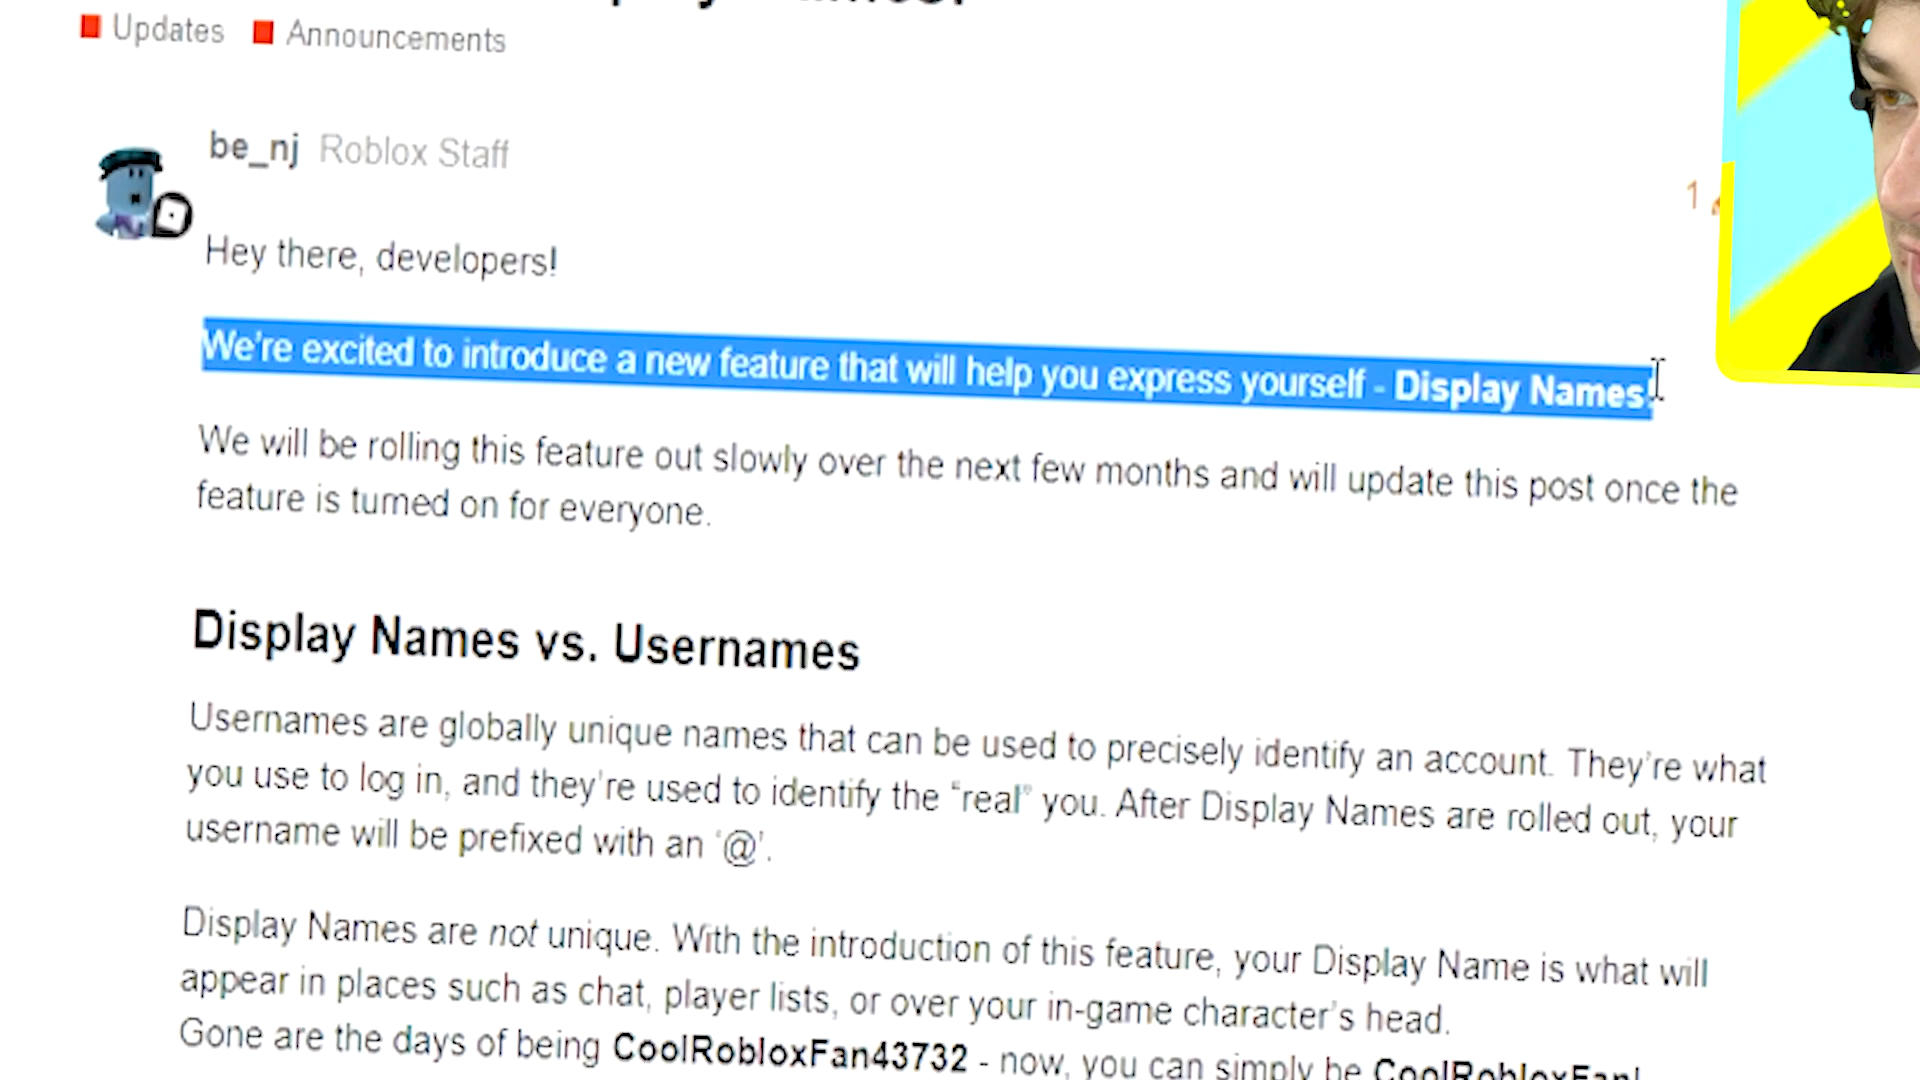 Updates Announcements
be_nj Roblox Staff
1
Hey there, developers!
We're excited to introduce a new feature that will help you express yourself - Display Names!
We will be rolling this feature out slowly over the next few months and will update this post once the
feature is turned on for everyone.
Display Names vs. Usernames
Usernames are globally unique names that can be used to precisely identify an account. They're what
you use to log in, and they're used to identify the “real” you. After Display Names are rolled out, your
username will be prefixed with an ‘@’.
Display Names are not unique. With the introduction of this feature, your Display Name is what will
appear in places such as chat, player lists, or over your in-game character's head.
Gone are the days of being CoolRobloxFan43732 - now, you can simply be CoolRobloxFan!